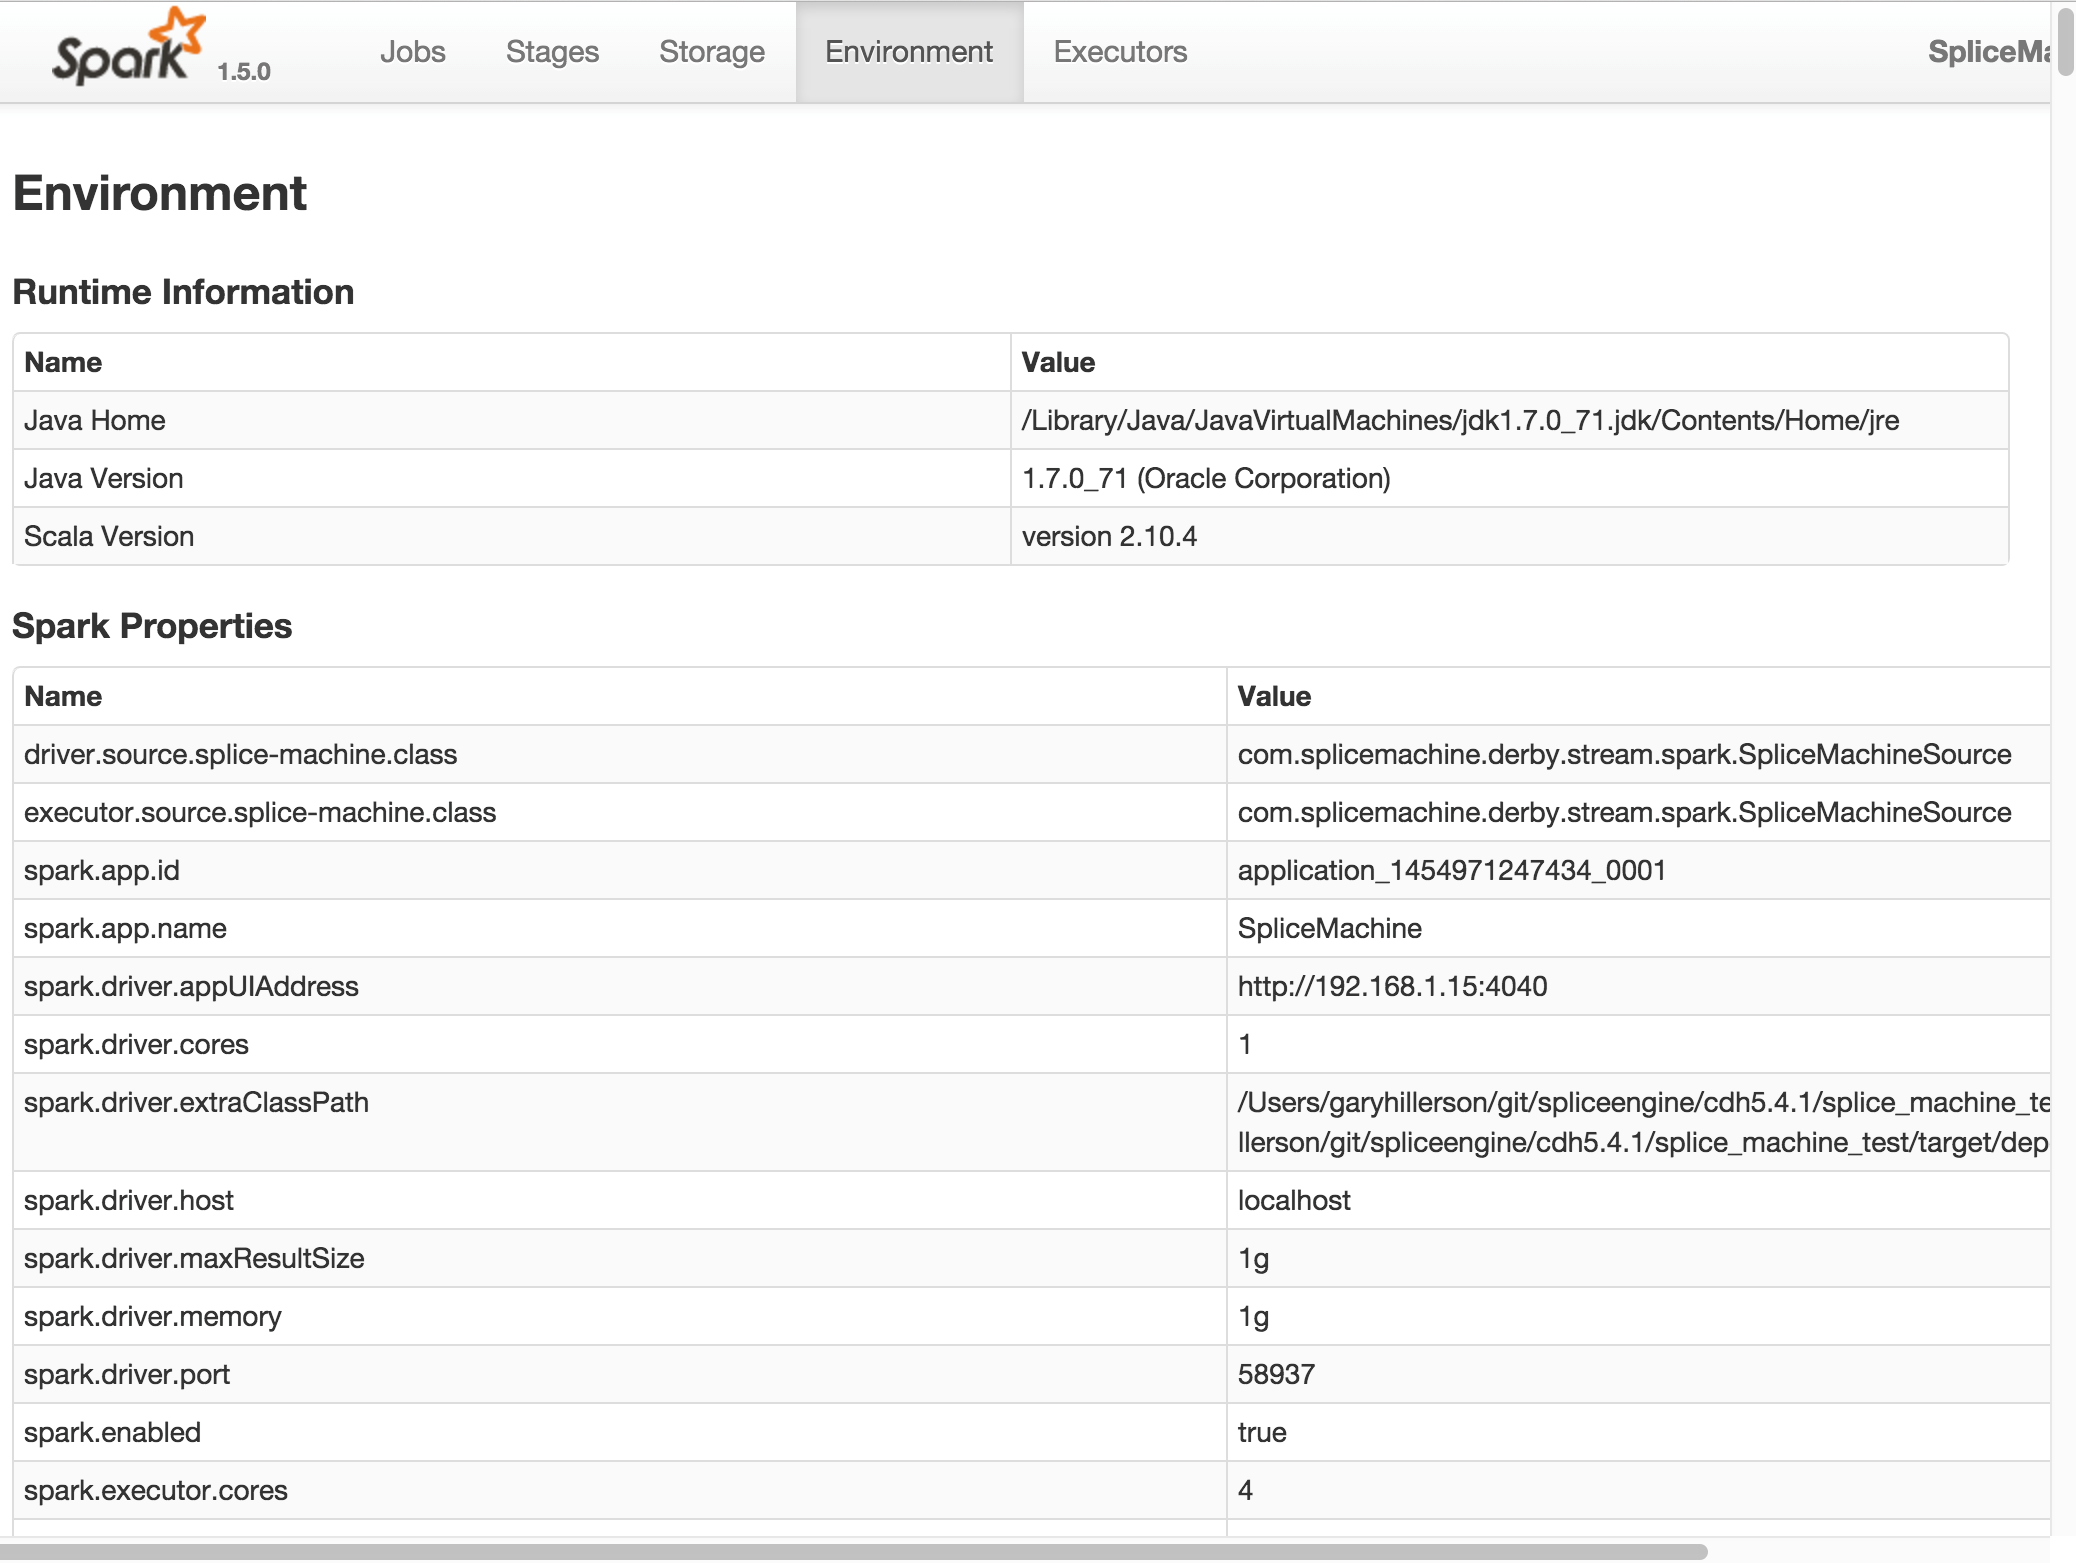 Spark 1.5.0 Jobs Stages Storage Environment Executors SpliceMa
Environment
Runtime Information
Name Value
Java Home /Library/Java/JavaVirtualMachines/jdk1.7.0_71.jdk/Contents/Home/jre
Java Version 1.7.0_71 (Oracle Corporation)
Scala Version version 2.10.4
Spark Properties
Name Value
driver.source.splice-machine.class com.splicemachine.derby.stream.spark.SpliceMachineSource
executor.source.splice-machine.class com.splicemachine.derby.stream.spark.SpliceMachineSource
spark.app.id application_1454971247434_0001
spark.app.name SpliceMachine
spark.driver.appUIAddress http://192.168.1.15:4040
spark.driver.cores 1
spark.driver.extraClassPath /Users/garyhillerson/git/spliceengine/cdh5.4.1/splice_machine_te
llerson/git/spliceengine/cdh5.4.1/splice_machine_test/target/dep
spark.driver.host localhost
spark.driver.maxResultSize 1g
spark.driver.memory 1g
spark.driver.port 58937
spark.enabled true
spark.executor.cores 4